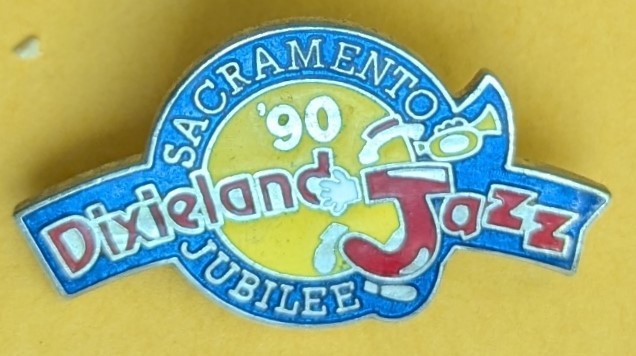 SACRAMENTO
'90
Dixieland Jazz
JUBILEE